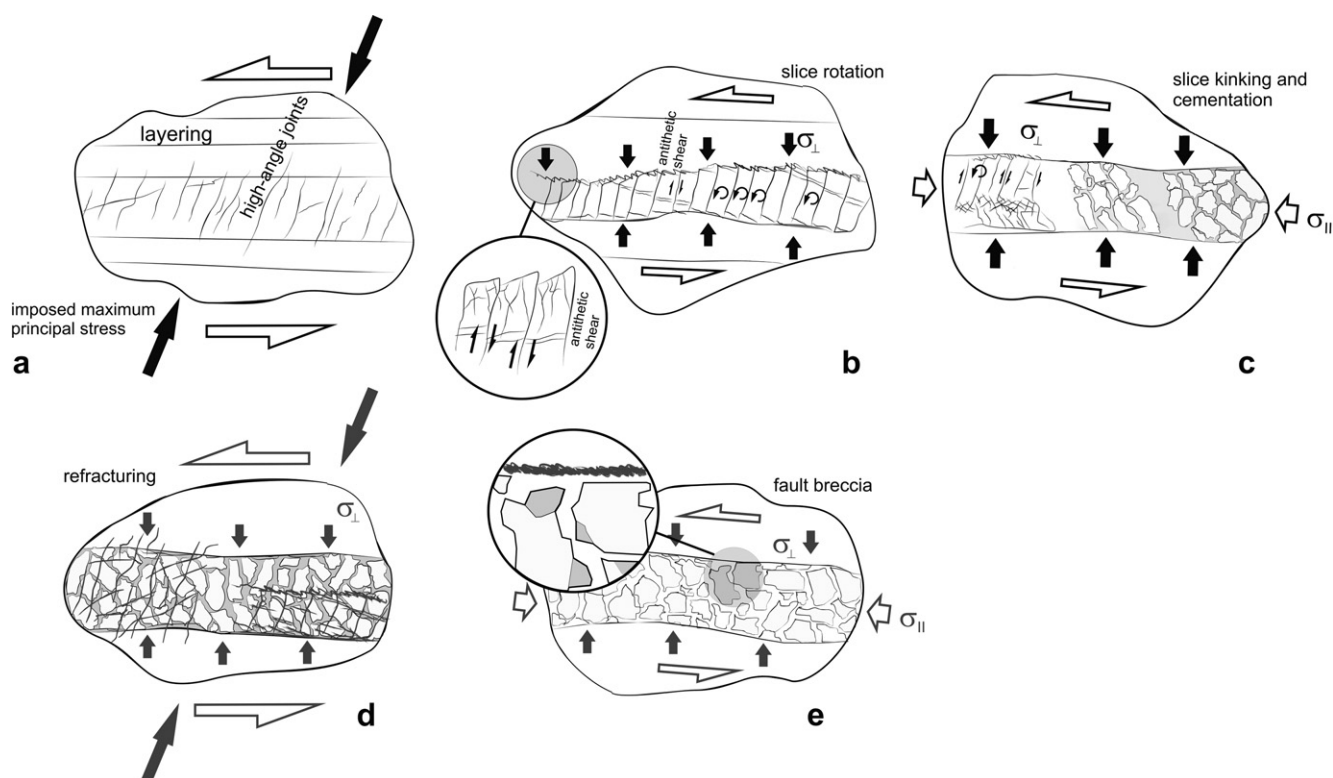 layering
high-angle joints
imposed maximum
principal stress
a
slice rotation
σ⊥
antithetic
shear
antithetic
shear
b
slice kinking and
cementation
σ⊥
σ||
c
refracturing
σ⊥
d
fault breccia
σ⊥
σ||
e